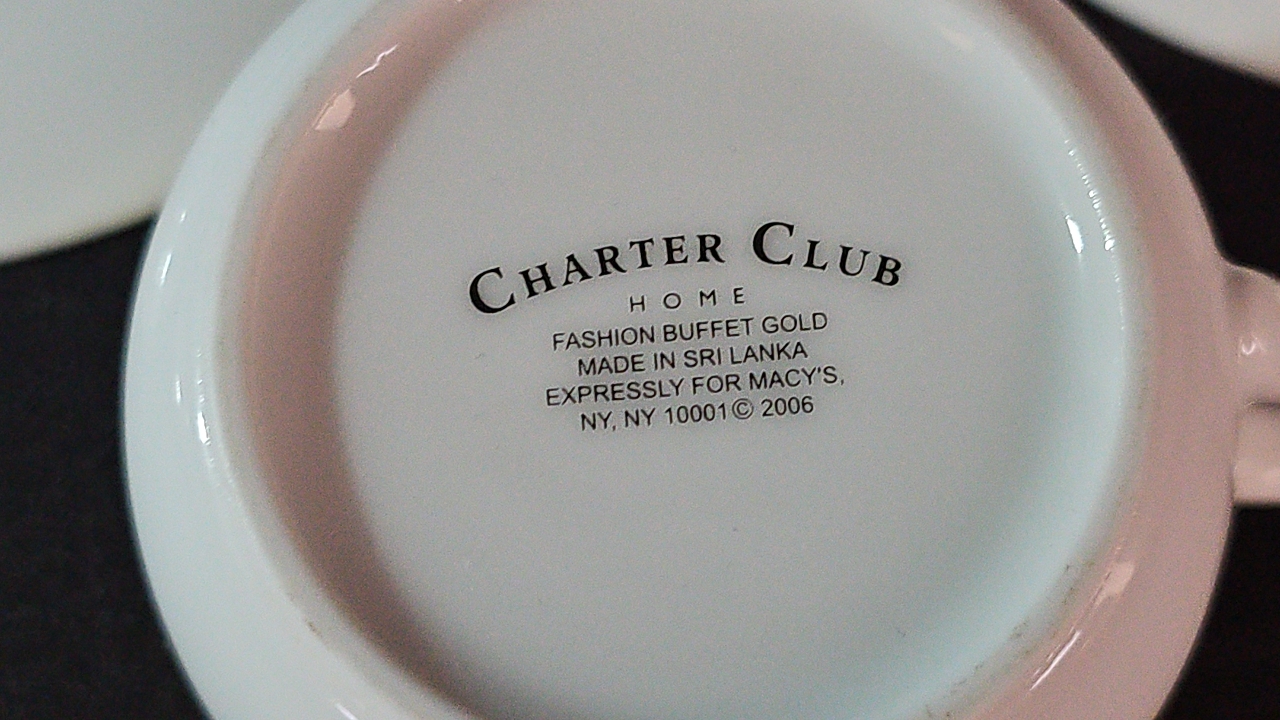 CHARTER CLUB
HOME
FASHION BUFFET GOLD
MADE IN SRI LANKA
EXPRESSLY FOR MACY'S,
NY, NY 10001© 2006